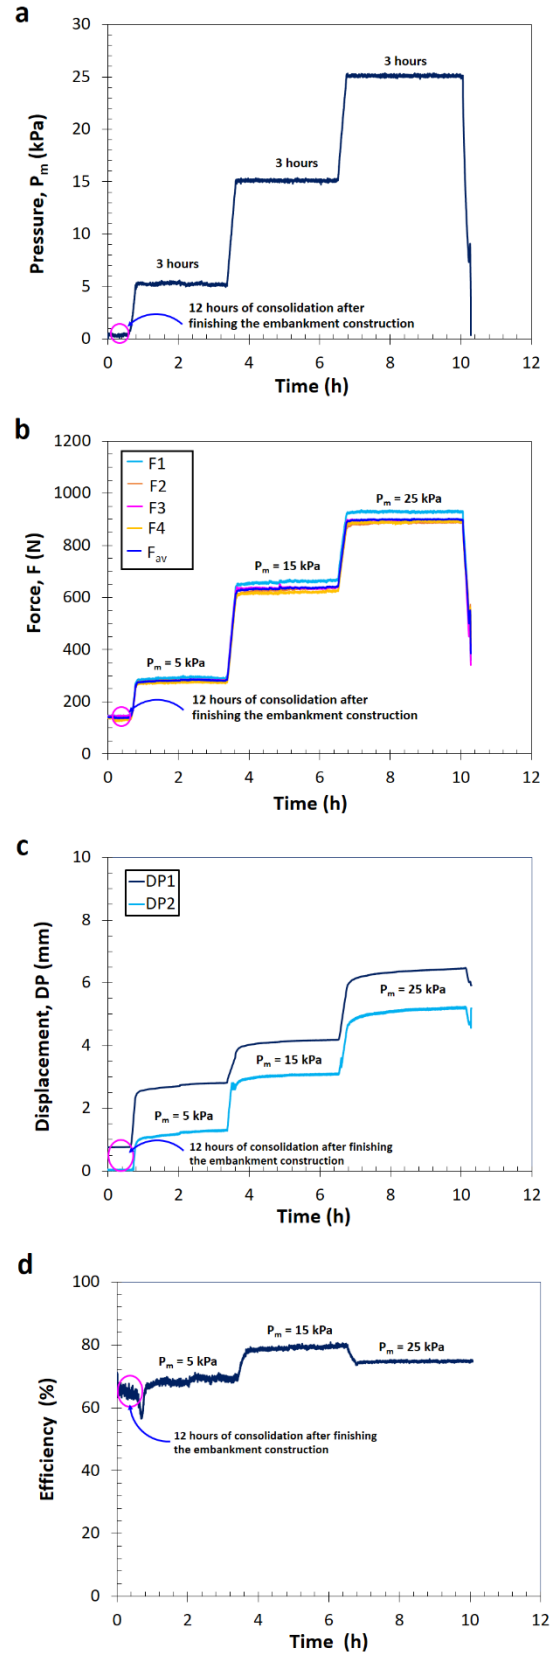 a
35
30
25
20
15
10
5
0
Pressure, Pm (kPa)
3 hours
3 hours
3 hours
12 hours of consolidation after
finishing the embankment construction
0 2 4 6 8 10 12
Time (h)
b
1200
1000
800
600
400
200
0
Force, F (N)
F1
F2
F3
F4
Fav
Pm = 25 kPa
Pm = 15 kPa
Pm = 5 kPa
12 hours of consolidation after
finishing the embankment construction
0 2 4 6 8 10 12
Time (h)
c
10
8
6
4
2
0
Displacement, DP (mm)
DP1
DP2
Pm = 25 kPa
Pm = 15 kPa
Pm = 5 kPa
12 hours of consolidation after finishing
the embankment construction
0 2 4 6 8 10 12
Time (h)
d
100
80
60
40
20
0
Efficiency (%)
Pm = 5 kPa
Pm = 15 kPa
Pm = 25 kPa
12 hours of consolidation after finishing
the embankment construction
0 2 4 6 8 10 12
Time (h)